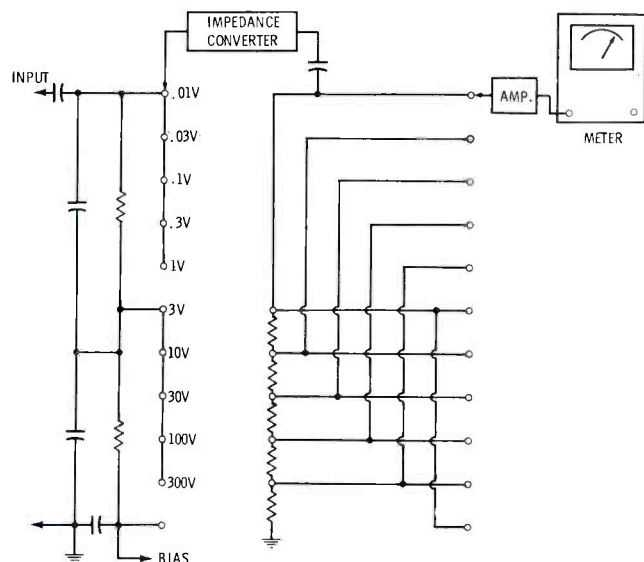 IMPEDANCE
CONVERTER
INPUT
.01V
AMP.
METER
.03V
.1V
.3V
1V
3V
10V
30V
100V
300V
BIAS